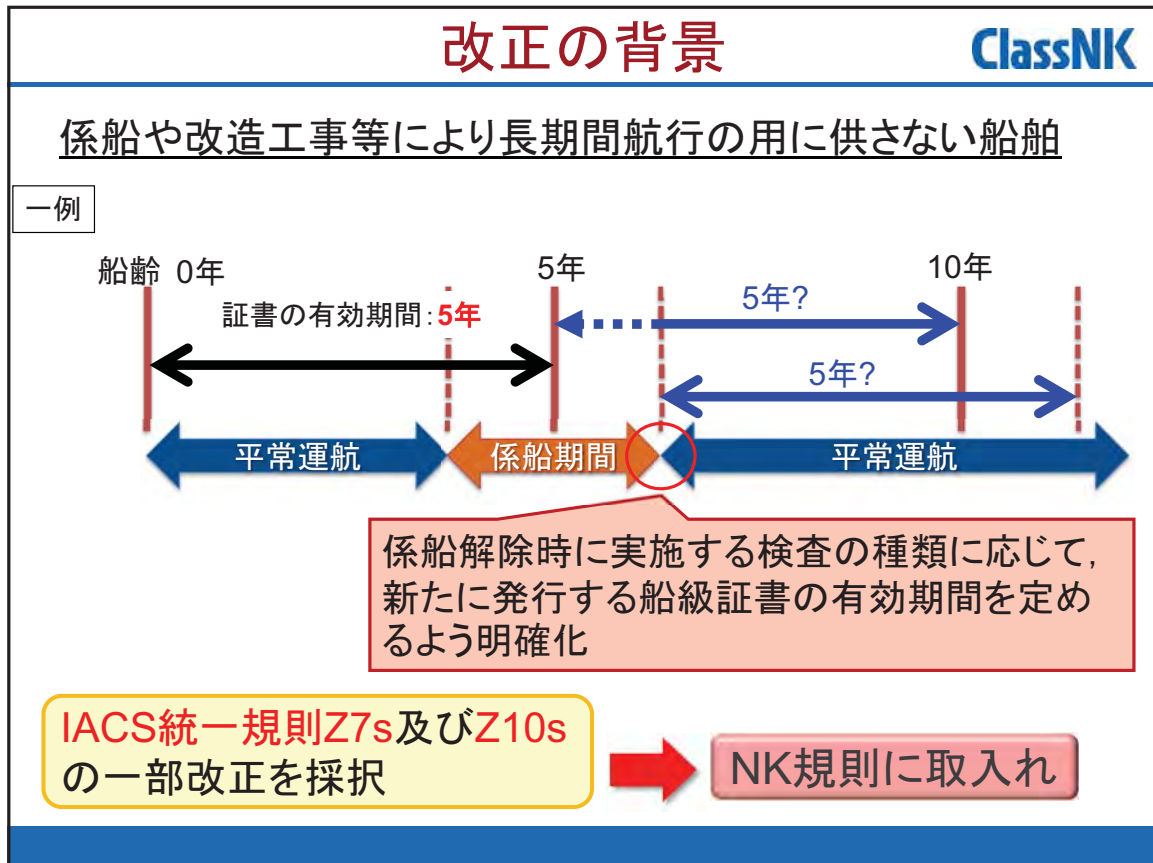 改正の背景
ClassNK
係船や改造工事等により長期間航行の用に供さない船舶
一例
船齢 0年
5年
10年
証書の有効期間：5年
5年?
5年?
平常運航
係船期間
平常運航
係船解除時に実施する検査の種類に応じて，
新たに発行する船級証書の有効期間を定め
るよう明確化
IACS統一規則Z7s及びZ10s
の一部改正を採択
NK規則に取入れ